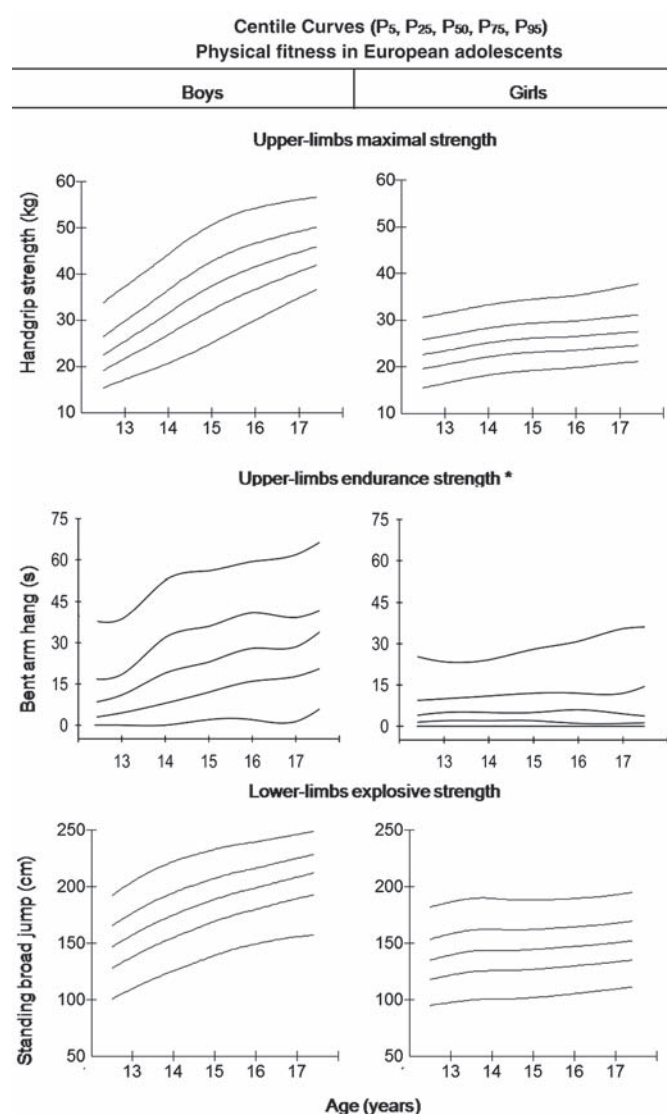 Centile Curves (P5, P25, P50, P75, P95)
Physical fitness in European adolescents
Boys
Girls
Upper-limbs maximal strength
Handgrip strength (kg)
60
50
40
30
20
10
13 14 15 16 17
60
50
40
30
20
10
13 14 15 16 17
Upper-limbs endurance strength *
Bent arm hang (s)
75
60
45
30
15
0
13 14 15 16 17
75
60
45
30
15
0
13 14 15 16 17
Lower-limbs explosive strength
Standing broad jump (cm)
250
200
150
100
50
13 14 15 16 17
250
200
150
100
50
13 14 15 16 17
Age (years)